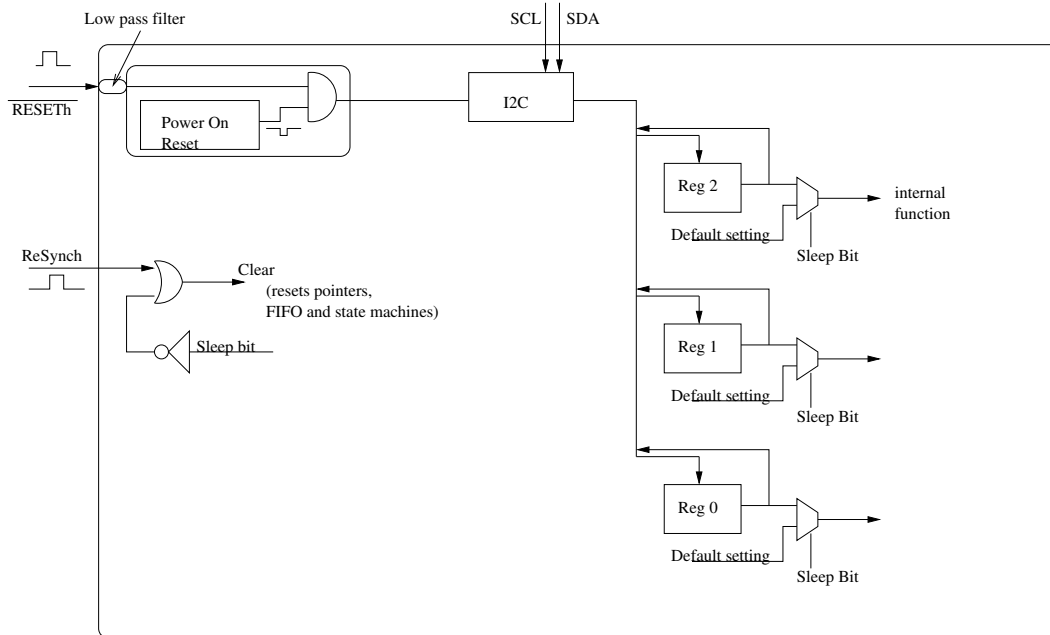 Low pass filter
SCL
SDA
RESETh
I2C
Power On
Reset
Reg 2
internal
function
Default setting
Sleep Bit
ReSynch
Clear
(resets pointers,
FIFO and state machines)
Sleep bit
Reg 1
Default setting
Sleep Bit
Reg 0
Default setting
Sleep Bit